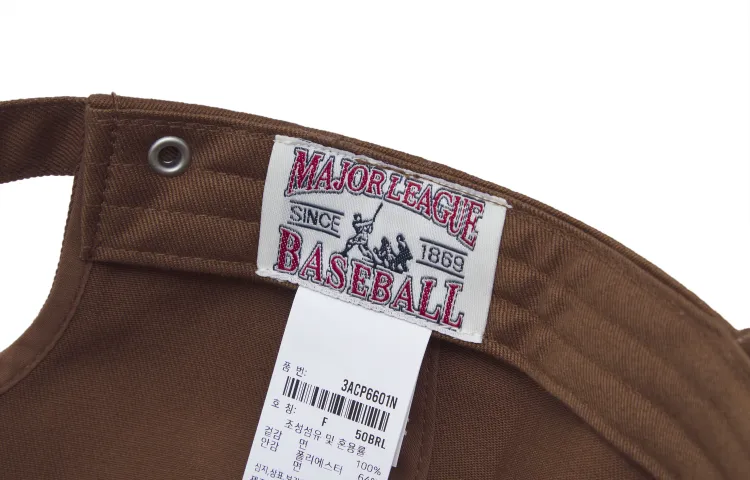 MAJOR LEAGUE
SINCE 1869
BASEBALL
품 번:
3ACP6601N
호 칭:
F 50BRL
조성섬유 및 혼용률
겉감 면 100%
안감 폴리에스터
면